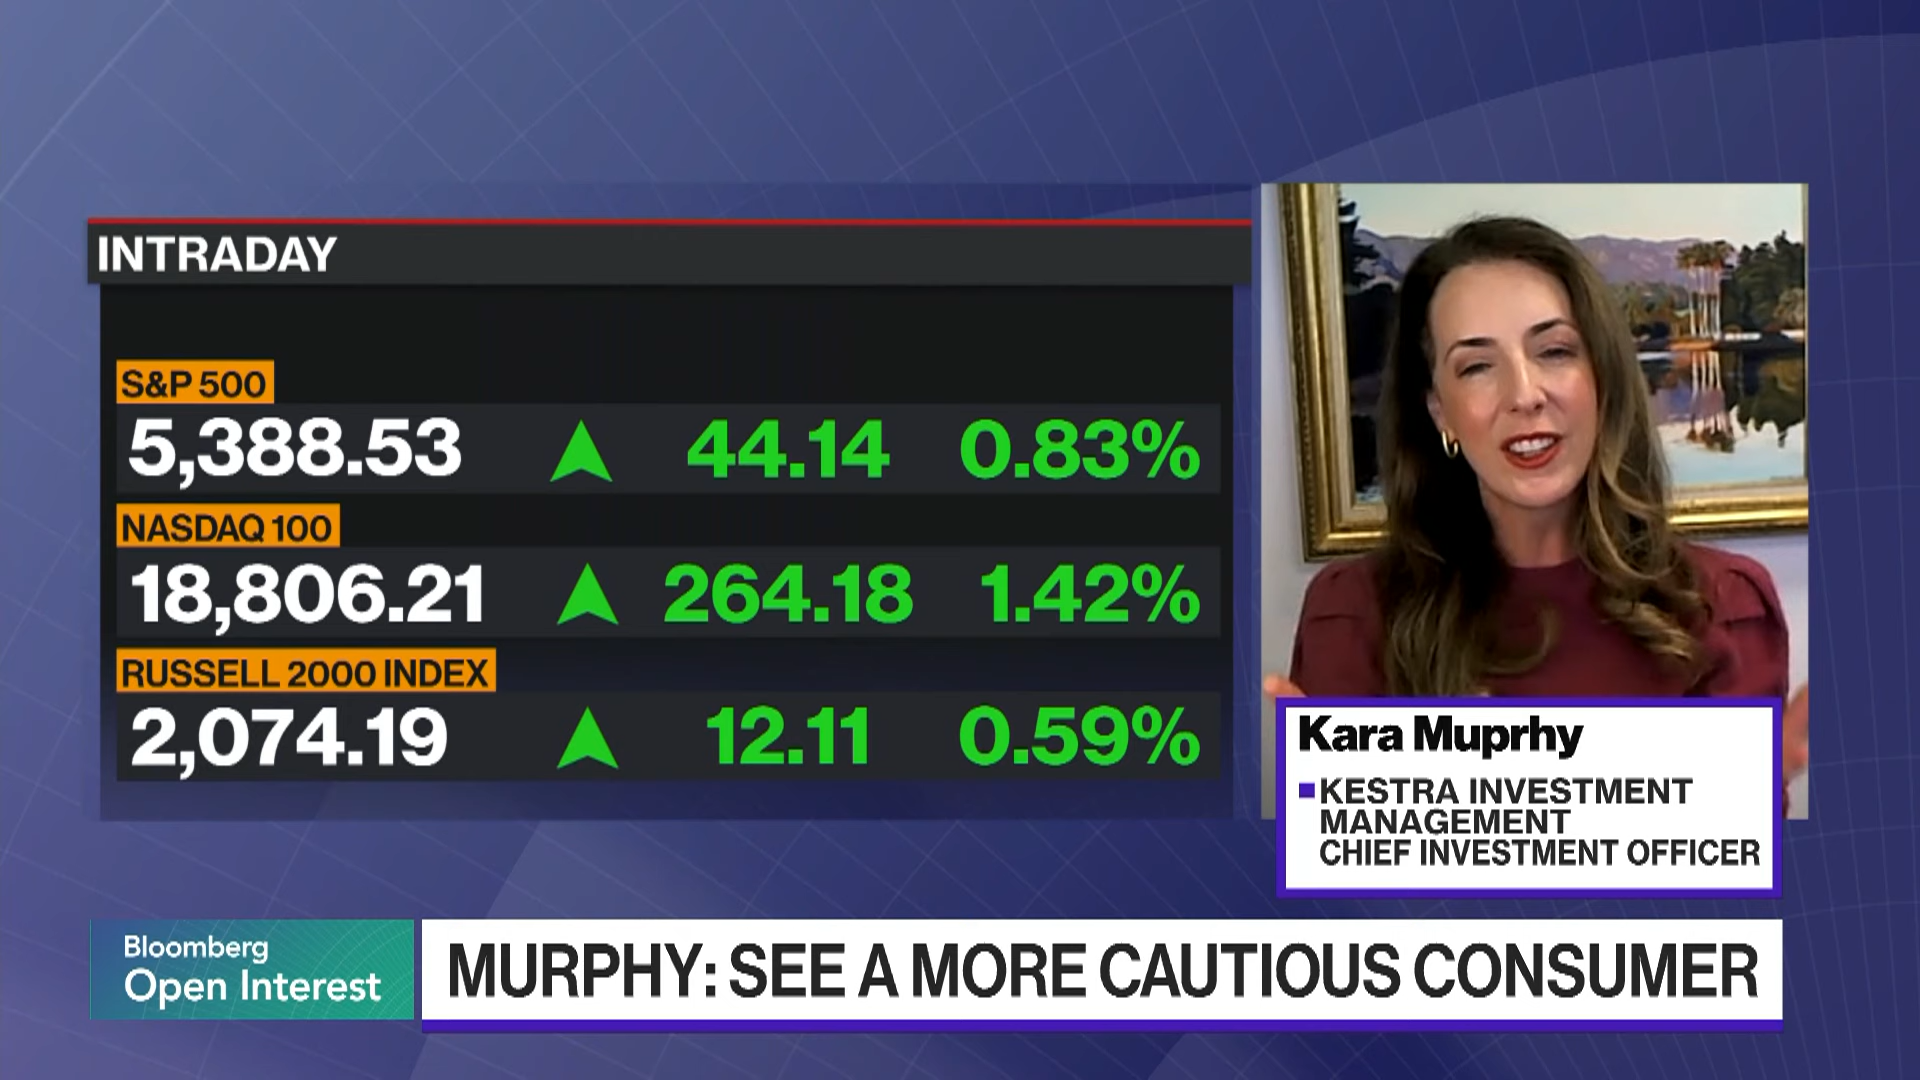 INTRADAY
S&P 500
5,388.53 ▲ 44.14 0.83%
NASDAQ 100
18,806.21 ▲ 264.18 1.42%
RUSSELL 2000 INDEX
2,074.19 ▲ 12.11 0.59%
Kara Muprhy
KESTRA INVESTMENT
MANAGEMENT
CHIEF INVESTMENT OFFICER
Bloomberg
Open Interest
MURPHY: SEE A MORE CAUTIOUS CONSUMER